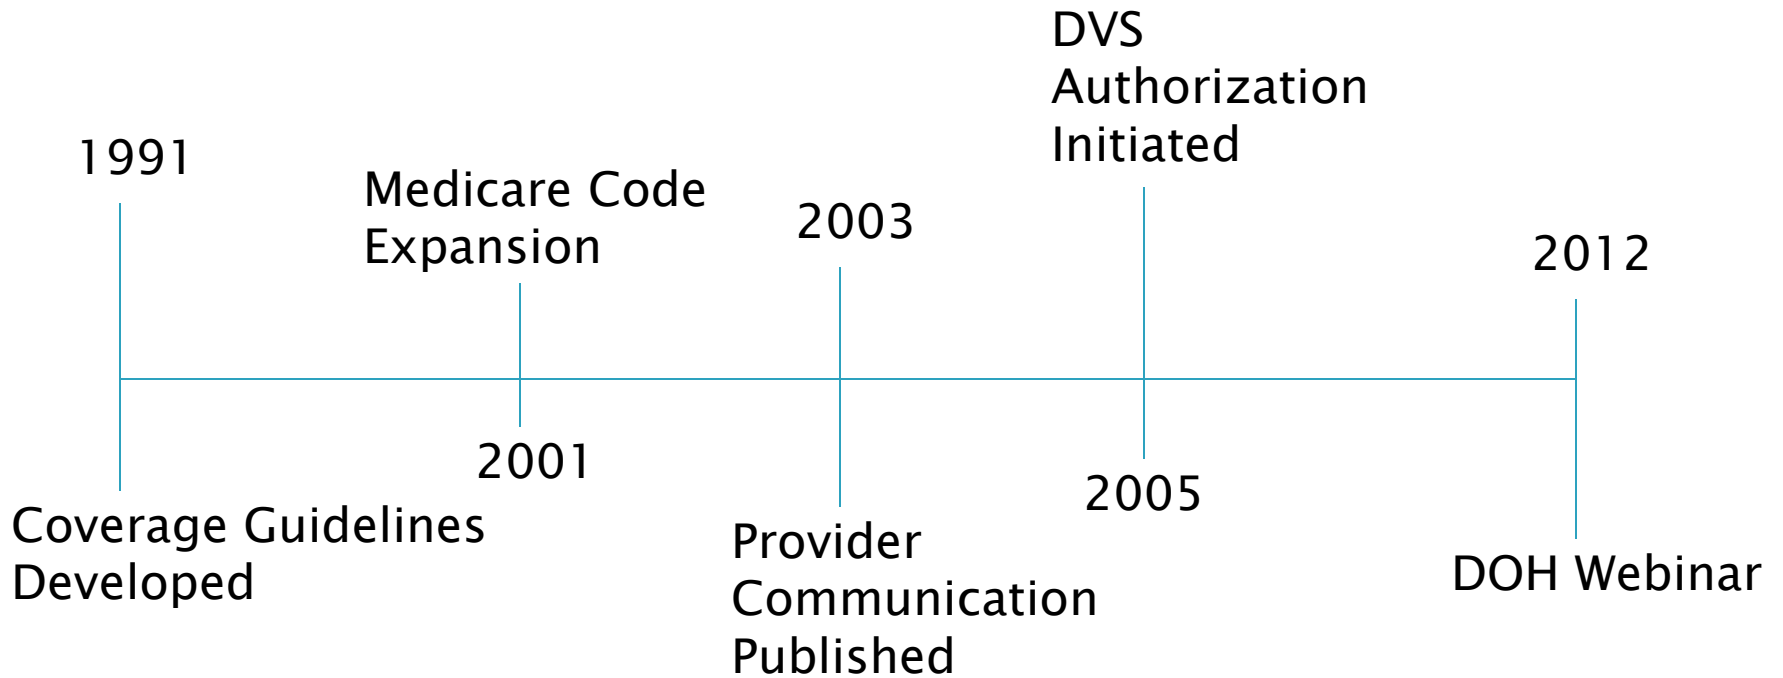 1991
Coverage Guidelines
Developed
Medicare Code
Expansion
2001
2003
Provider
Communication
Published
DVS
Authorization
Initiated
2005
2012
DOH Webinar